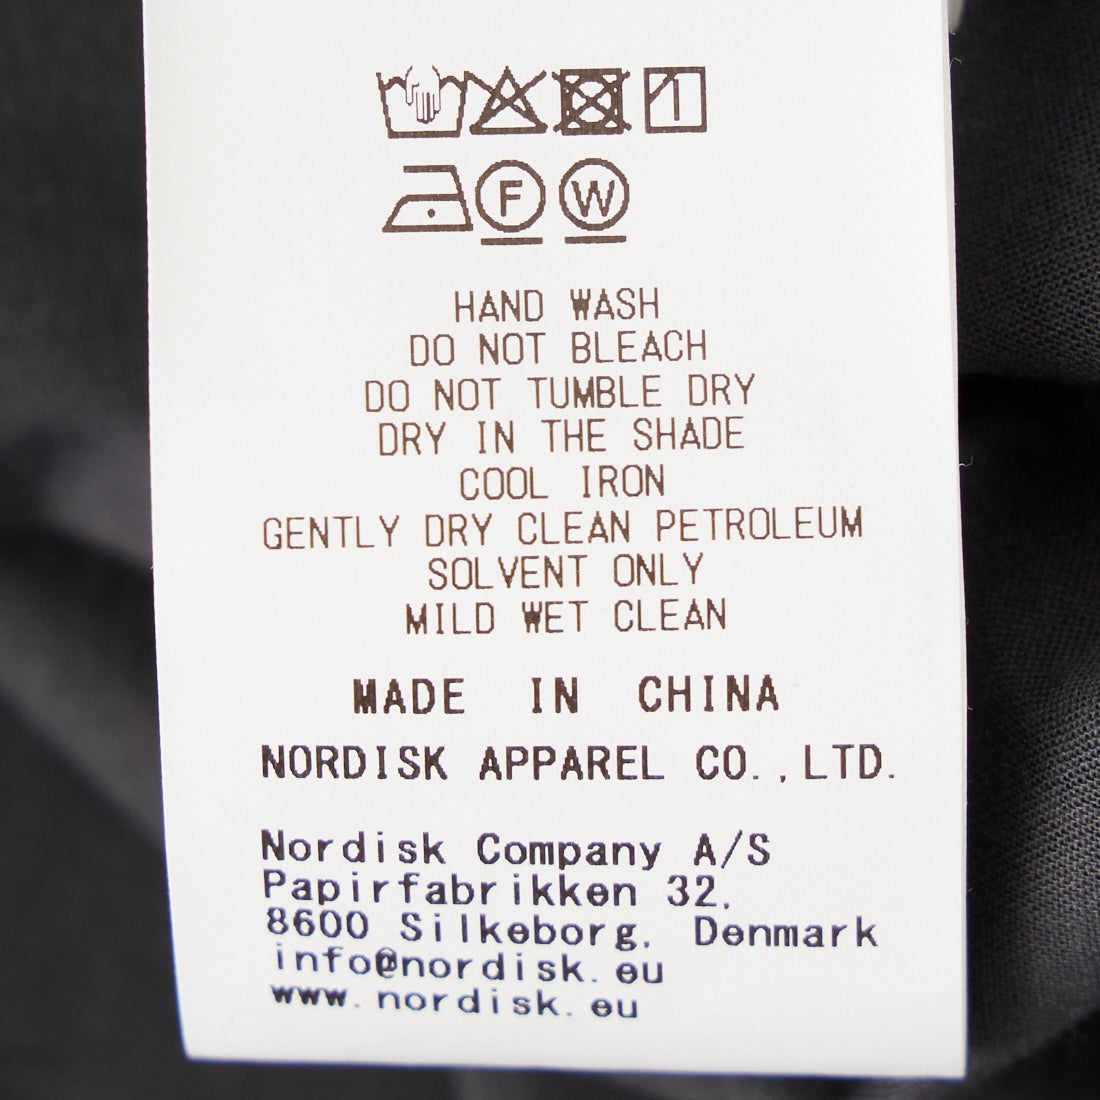 F W
HAND WASH
DO NOT BLEACH
DO NOT TUMBLE DRY
DRY IN THE SHADE
COOL IRON
GENTLY DRY CLEAN PETROLEUM
SOLVENT ONLY
MILD WET CLEAN
MADE IN CHINA
NORDISK APPAREL CO.,LTD.
Nordisk Company A/S
Papirfabrikken 32,
8600 Silkeborg, Denmark
info@nordisk.eu
www.nordisk.eu